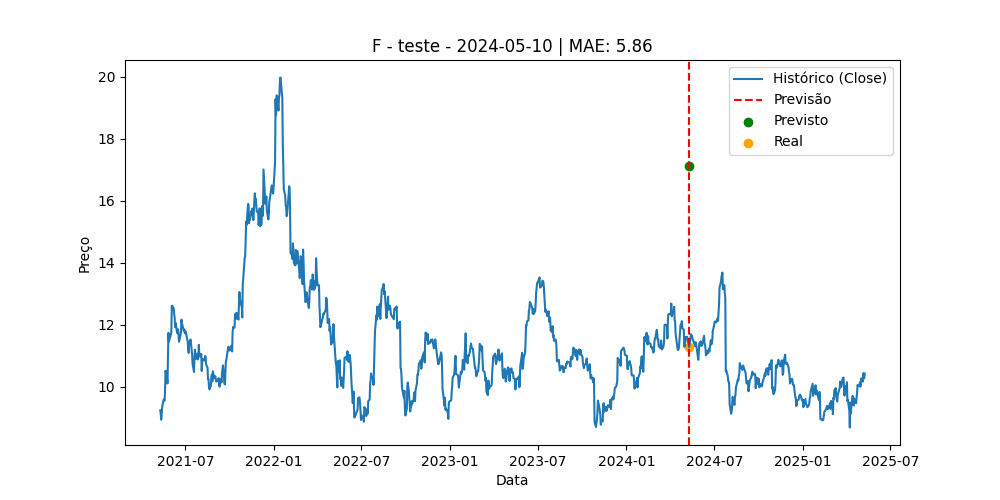 F - teste - 2024-05-10 | MAE: 5.86
Histórico (Close)
Previsão
Previsto
Real
Preço
20
18
16
14
12
10
2021-07 2022-01 2022-07 2023-01 2023-07 2024-01 2024-07 2025-01 2025-07
Data